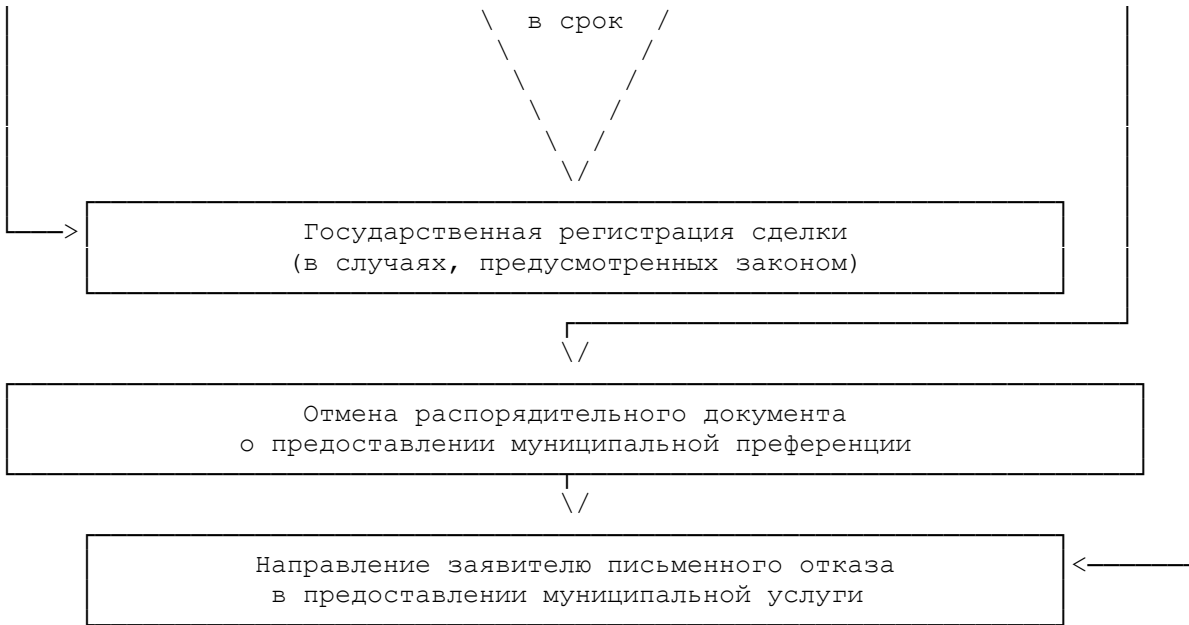 в срок
Государственная регистрация сделки
(в случаях, предусмотренных законом)
Отмена распорядительного документа
о предоставлении муниципальной преференции
Направление заявителю письменного отказа
в предоставлении муниципальной услуги